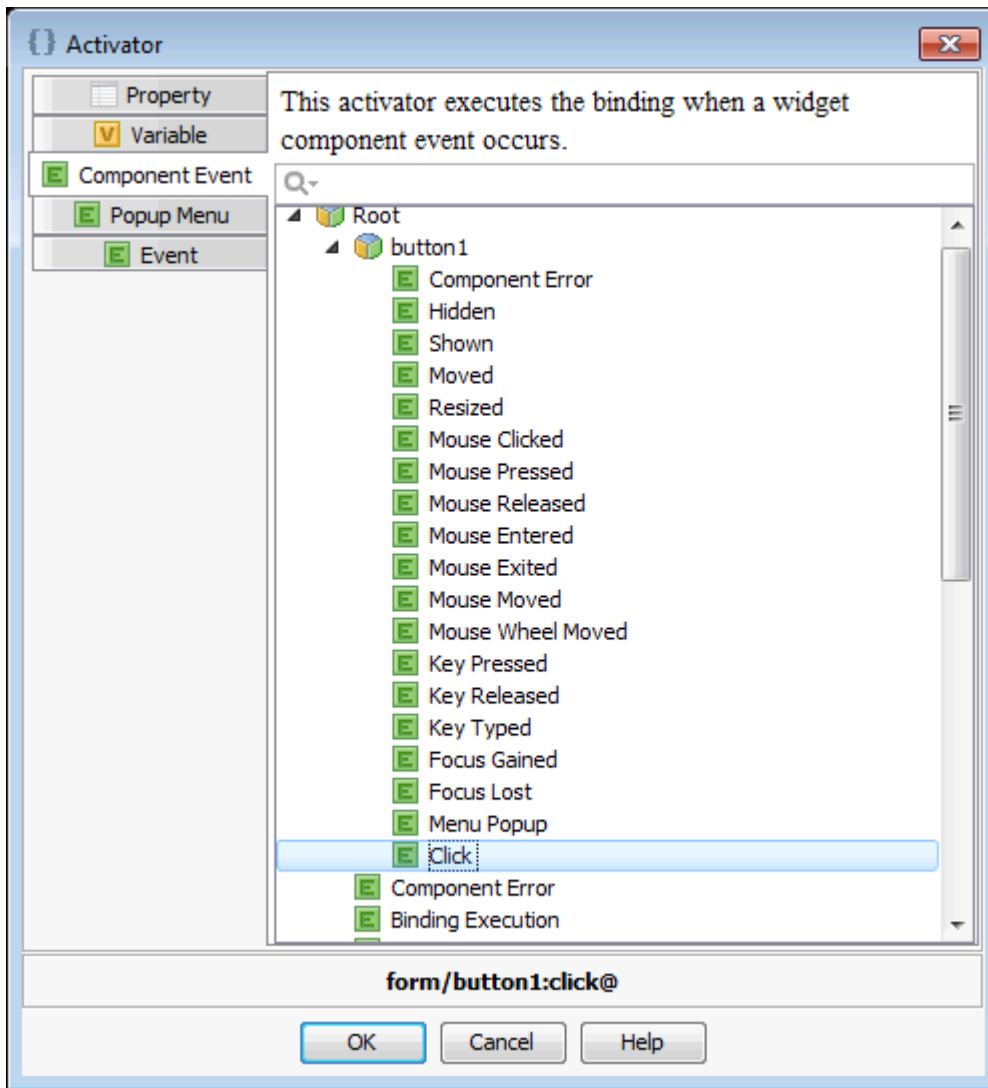 Activator
Property
Variable
Component Event
Popup Menu
Event
This activator executes the binding when a widget
component event occurs.
Root
button1
Component Error
Hidden
Shown
Moved
Resized
Mouse Clicked
Mouse Pressed
Mouse Released
Mouse Entered
Mouse Exited
Mouse Moved
Mouse Wheel Moved
Key Pressed
Key Released
Key Typed
Focus Gained
Focus Lost
Menu Popup
Click
Component Error
Binding Execution
form/button1:click@
OK
Cancel
Help